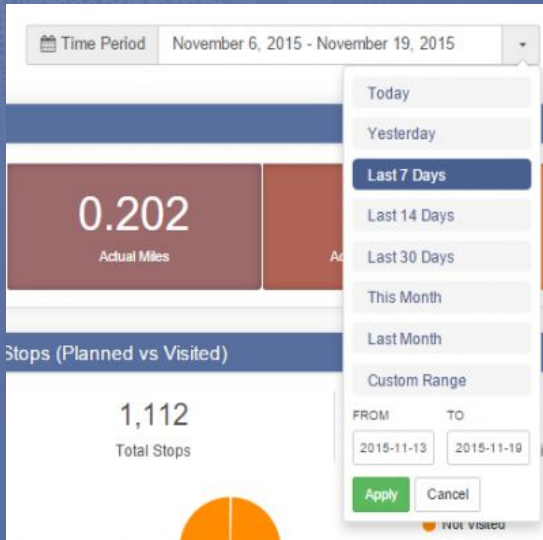 Time Period November 6, 2015 - November 19, 2015
Today
Yesterday
Last 7 Days
Last 14 Days
Last 30 Days
This Month
Last Month
Custom Range
FROM TO
2015-11-13 2015-11-19
Apply Cancel
0.202
Actual Miles
Stops (Planned vs Visited)
1,112
Total Stops
Not Visited